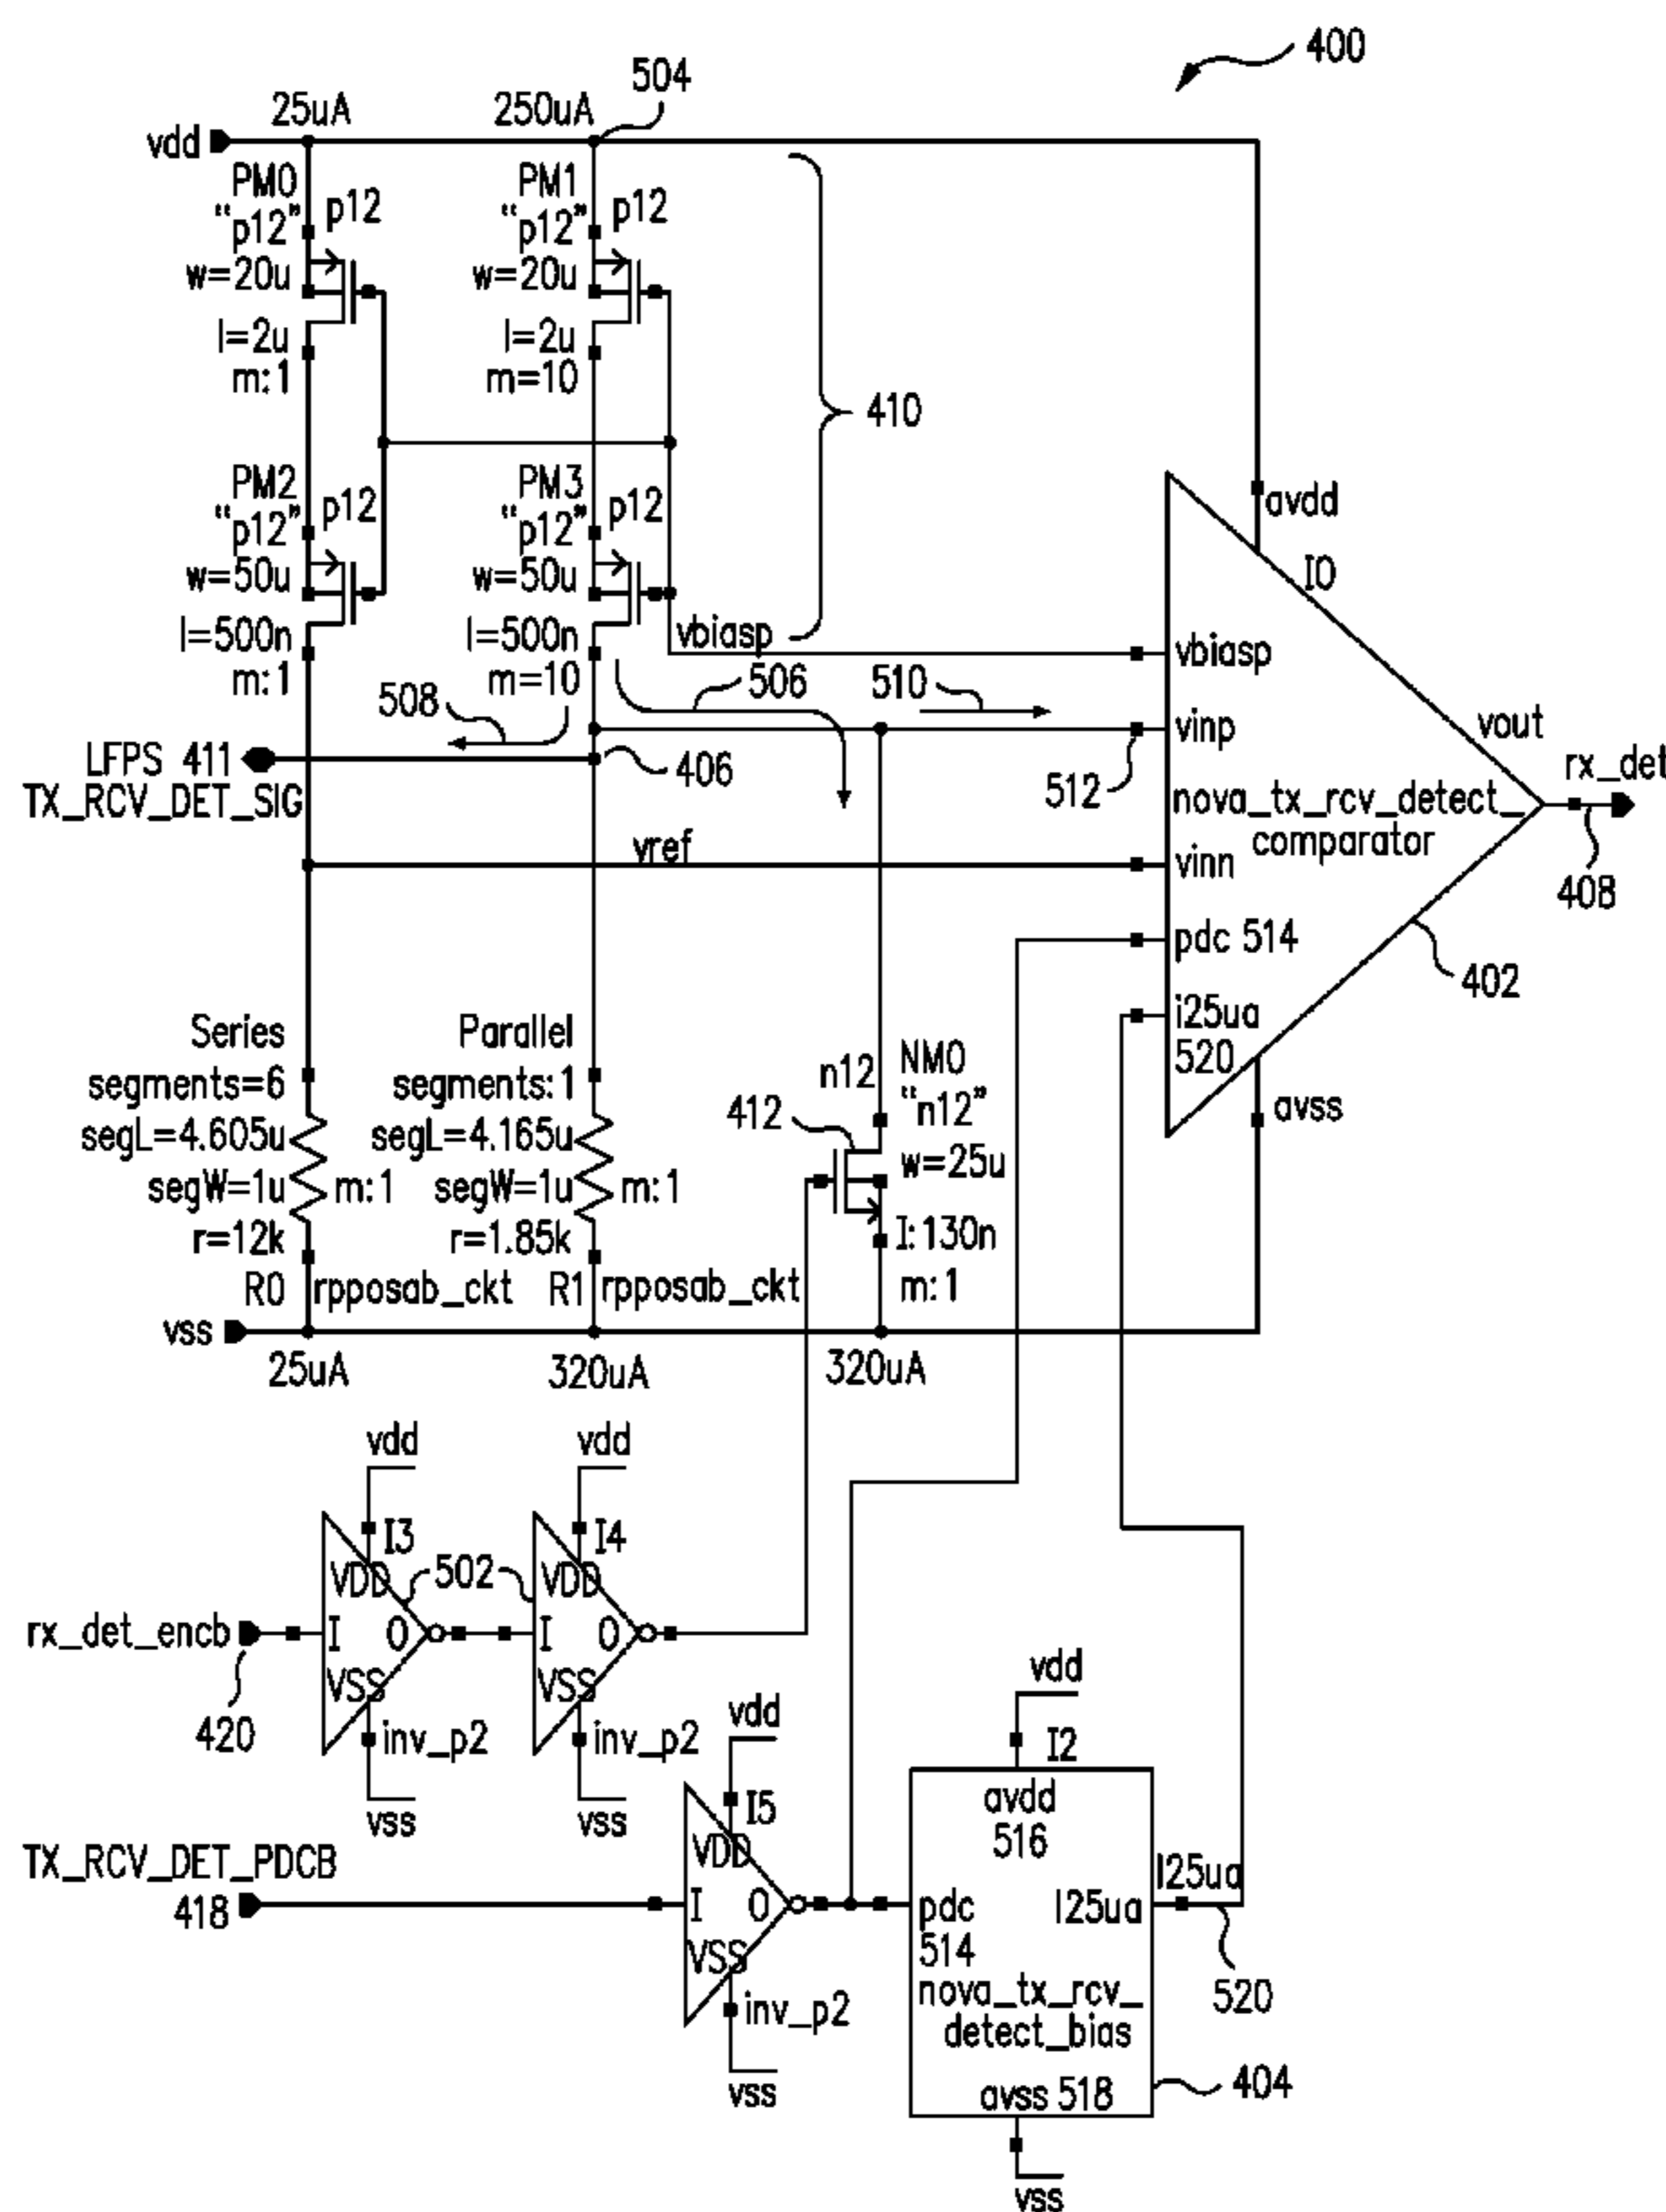 400
504
25uA
250uA
vdd
PM0
"p12"
p12
w=20u
l=2u
m:1
PM1
"p12"
p12
w=20u
l=2u
m=10
410
PM2
"p12"
p12
w=50u
l=500n
m:1
PM3
"p12"
p12
w=50u
l=500n
m=10
vbiasp
506
510
508
LFPS 411
TX_RCV_DET_SIG
406
512
vref
avdd
I0
vbiasp
vinp
vout
nova_tx_rcv_detect_
comparator
vinn
pdc 514
i25ua
520
avss
rx_det
408
402
Series
segments=6
segL=4.605u
segW=1u
m:1
r=12k
R0
rpposab_ckt
Parallel
segments:1
segL=4.165u
segW=1u
m:1
r=1.85k
R1
rpposab_ckt
412
n12
NM0
"n12"
w=25u
I:130n
m:1
vss
25uA
320uA
320uA
vdd
vdd
I3
I4
VDD
502
VDD
rx_det_encb
I
O
I
O
VSS
VSS
420
inv_p2
inv_p2
vss
vss
vdd
I5
VDD
TX_RCV_DET_PDCB
418
I
O
VSS
inv_p2
vss
vdd
I2
avdd
516
I25ua
pdc
514
I25ua
nova_tx_rcv_
detect_bias
520
avss 518
404
vss